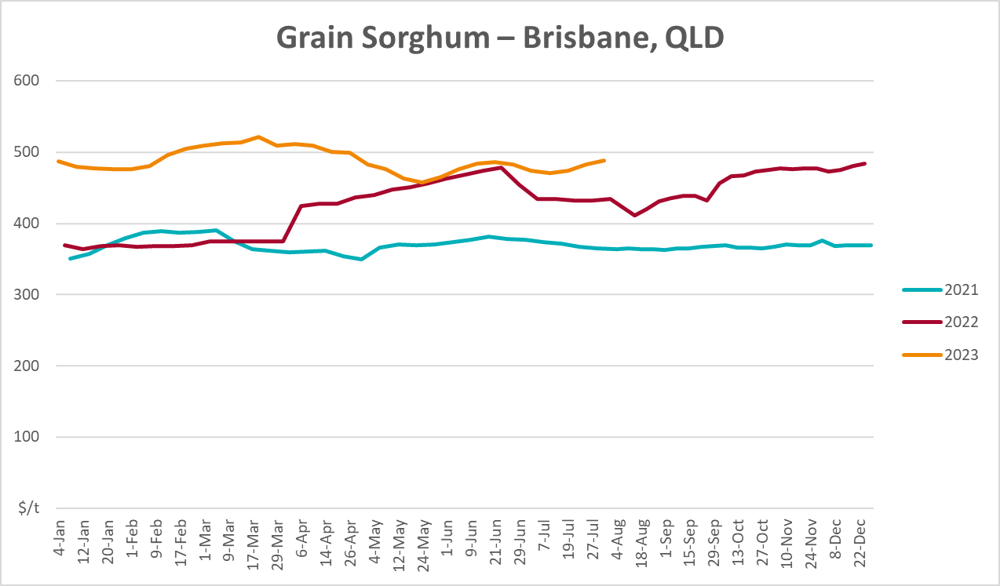 Grain Sorghum – Brisbane, QLD
600
500
400
300
200
100
$/t
4-Jan
12-Jan
20-Jan
1-Feb
9-Feb
17-Feb
1-Mar
9-Mar
17-Mar
29-Mar
6-Apr
14-Apr
26-Apr
4-May
12-May
24-May
1-Jun
9-Jun
21-Jun
29-Jun
7-Jul
19-Jul
27-Jul
4-Aug
18-Aug
1-Sep
15-Sep
29-Sep
13-Oct
27-Oct
10-Nov
24-Nov
8-Dec
22-Dec
2021
2022
2023